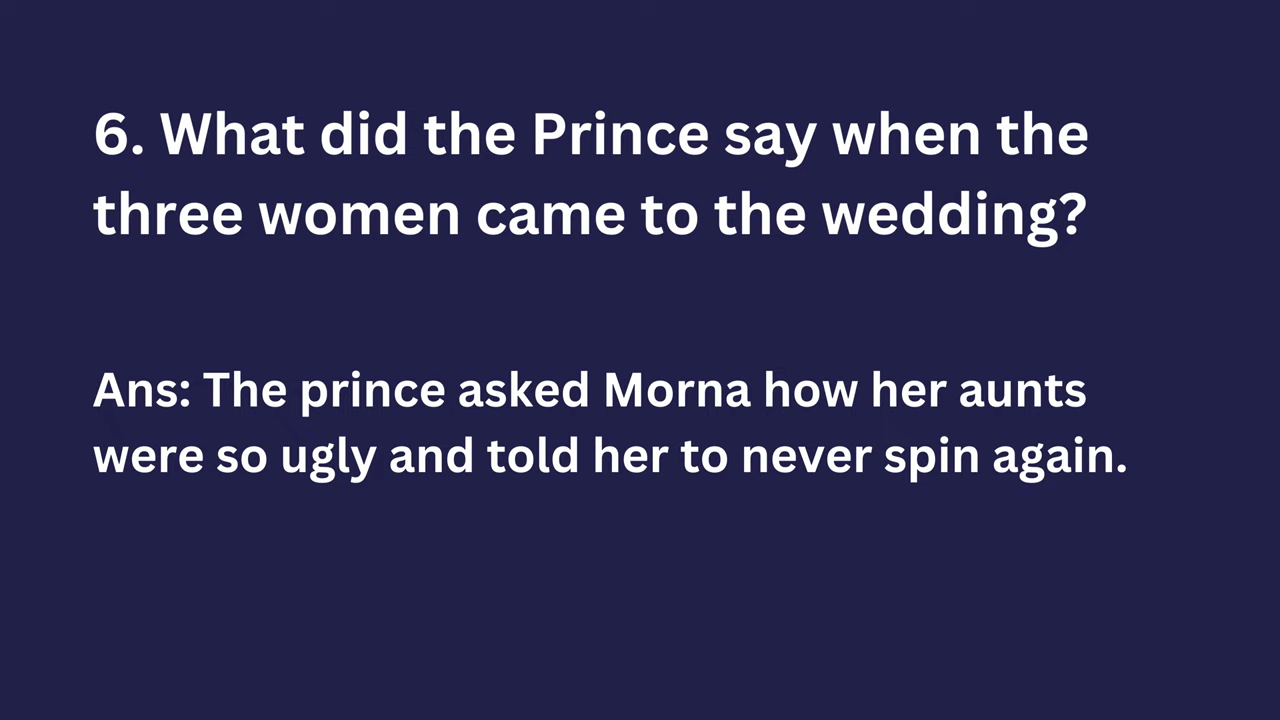 6. What did the Prince say when the
three women came to the wedding?
Ans: The prince asked Morna how her aunts
were so ugly and told her to never spin again.